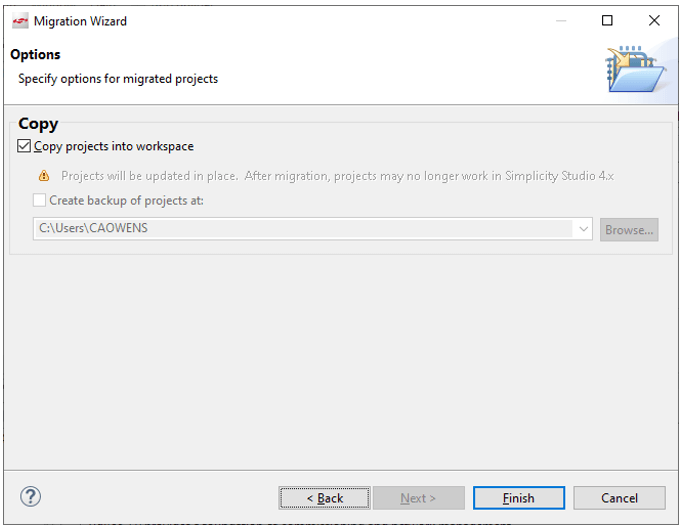 Migration Wizard
Options
Specify options for migrated projects
Copy
Copy projects into workspace
Projects will be updated in place. After migration, projects may no longer work in Simplicity Studio 4.x
Create backup of projects at:
C:\Users\CAOWENS
Browse...
?
< Back
Next >
Finish
Cancel